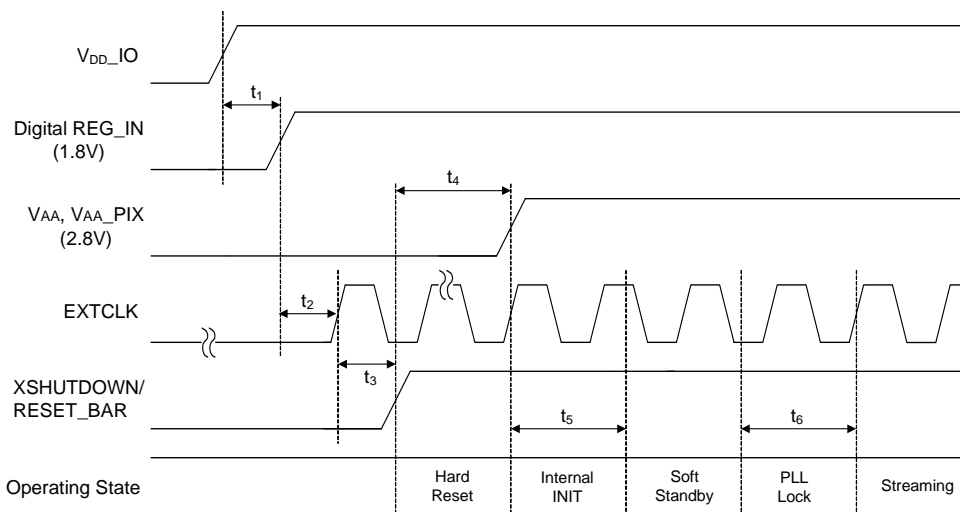 VDD_IO
t1
Digital REG_IN
(1.8V)
t4
VAA, VAA_PIX
(2.8V)
EXTCLK
t2
t3
XSHUTDOWN/
RESET_BAR
t5
t6
Operating State
Hard
Reset
Internal
INIT
Soft
Standby
PLL
Lock
Streaming